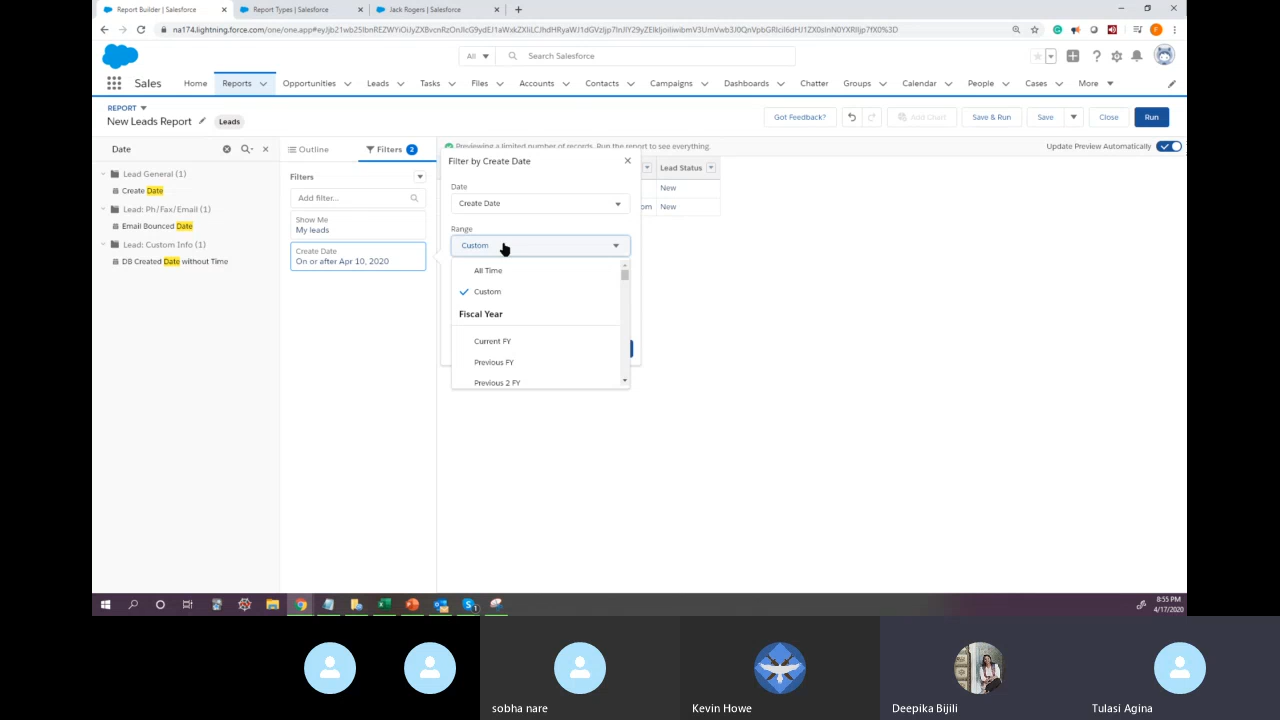 Report Builder | Salesforce
Report Types | Salesforce
Jack Rogers | Salesforce
All
Search Salesforce
Sales
Home
Reports
Opportunities
Leads
Tasks
Files
Accounts
Contacts
Campaigns
Dashboards
Chatter
Groups
Calendar
People
Cases
More
REPORT
New Leads Report
Leads
Got Feedback?
Add Chart
Save & Run
Save
Close
Run
Date
Outline
Filters 2
Previewing a limited number of records. Run the report to see everything.
Update Preview Automatically
Lead General (1)
Create Date
Lead: Ph/Fax/Email (1)
Email Bounced Date
Lead: Custom Info (1)
DB Created Date without Time
Filters
Add filter...
Show Me
My leads
Create Date
On or after Apr 10, 2020
Filter by Create Date
Date
Create Date
Range
Custom
All Time
Custom
Fiscal Year
Current FY
Previous FY
Previous 2 FY
Lead Status
New
om
New
8:55 PM
4/17/2020
sobha nare
Kevin Howe
Deepika Bijili
Tulasi Agina